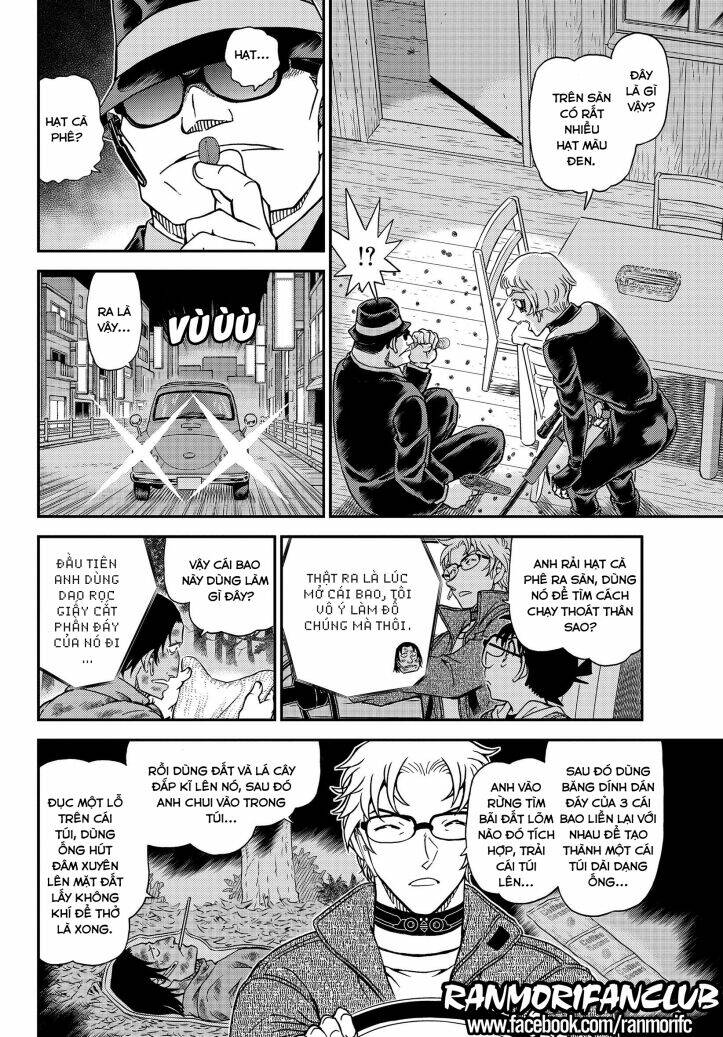 ĐÂY
LÀ GÌ
VẬY?
TRÊN SÀN
CÓ RẤT
NHIỀU
HẠT MÀU
ĐEN.
!?
HẠT...
HẠT CÀ
PHÊ?
RA LÀ
VẬY...
VÙÙÙ
ANH RẢI HẠT CÀ
PHÊ RA SÀN, DÙNG
NÓ ĐỂ TÌM CÁCH
CHẠY THOÁT THÂN
SAO?
THẬT RA LÀ LÚC
MỞ CÁI BAO, TÔI
VÔ Ý LÀM ĐỔ
CHÚNG MÀ THÔI.
VẬY CÁI BAO
NÀY DÙNG LÀM
GÌ ĐÂY?
ĐẦU TIÊN
ANH DÙNG
DAO RỌC
GIẤY CẮT
PHẦN ĐÁY
CỦA NÓ ĐI
...
SAU ĐÓ DÙNG
BĂNG DÍNH DÁN
ĐÁY CỦA 3 CÁI
BAO LIỀN LẠI VỚI
NHAU ĐỂ TẠO
THÀNH MỘT CÁI
TÚI DÀI DẠNG
ỐNG...
ANH VÀO
RỪNG TÌM
BÃI ĐẤT LÕM
NÀO ĐÓ TÍCH
HỢP, TRẢI
CÁI TÚI
LÊN...
RỒI DÙNG ĐẤT VÀ LÁ CÂY
ĐẮP KĨ LÊN NÓ, SAU ĐÓ
ANH CHUI VÀO TRONG
TÚI...
ĐỤC MỘT LỖ
TRÊN CÁI
TÚI, DÙNG
ỐNG HÚT
ĐÂM XUYÊN
LÊN MẶT ĐẤT
LẤY KHÔNG
KHÍ ĐỂ THỞ
LÀ XONG.
RANMORIFANCLUB
www.facebook.com/ranmorifc